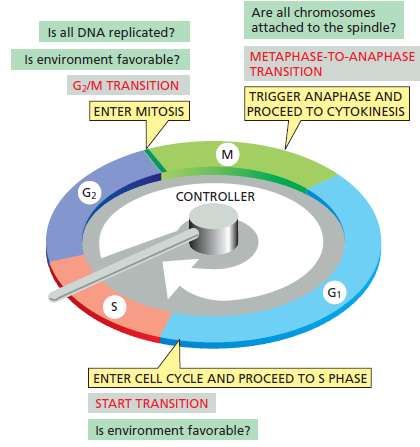 Is all DNA replicated?
Is environment favorable?
G₂/M TRANSITION
ENTER MITOSIS
Are all chromosomes
attached to the spindle?
METAPHASE-TO-ANAPHASE
TRANSITION
TRIGGER ANAPHASE AND
PROCEED TO CYTOKINESIS
M
G₂
CONTROLLER
G₁
S
ENTER CELL CYCLE AND PROCEED TO S PHASE
START TRANSITION
Is environment favorable?